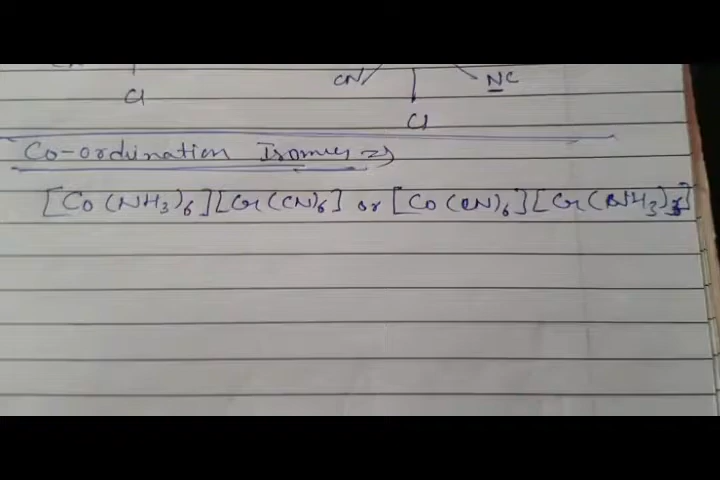 CN NC
Cl
Cl
Co-ordination Isomers =>
[Co(NH3)6][Cr(CN)6] or [Co(CN)6][Cr(NH3)6]